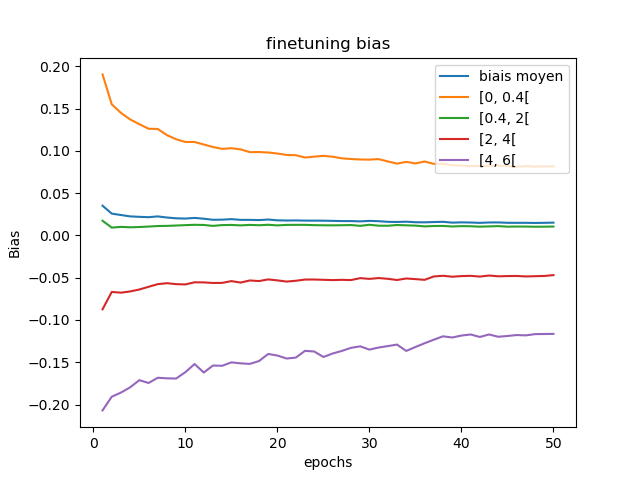 finetuning bias
0.20
0.15
0.10
0.05
0.00
−0.05
−0.10
−0.15
−0.20
Bias
biais moyen
[0, 0.4[
[0.4, 2[
[2, 4[
[4, 6[
0 10 20 30 40 50
epochs